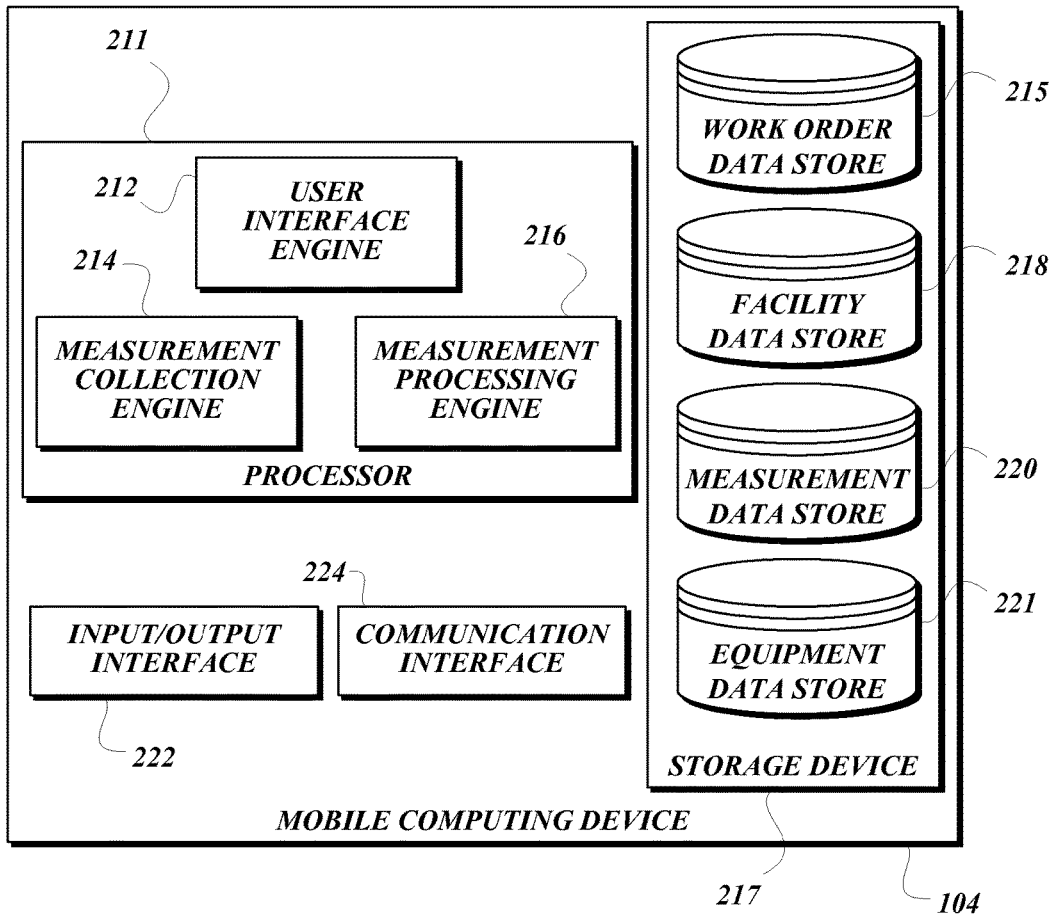 211
212
USER
INTERFACE
ENGINE
214
MEASUREMENT
COLLECTION
ENGINE
216
MEASUREMENT
PROCESSING
ENGINE
PROCESSOR
INPUT/OUTPUT
INTERFACE
222
224
COMMUNICATION
INTERFACE
WORK ORDER
DATA STORE
215
FACILITY
DATA STORE
218
MEASUREMENT
DATA STORE
220
EQUIPMENT
DATA STORE
221
STORAGE DEVICE
217
MOBILE COMPUTING DEVICE
104